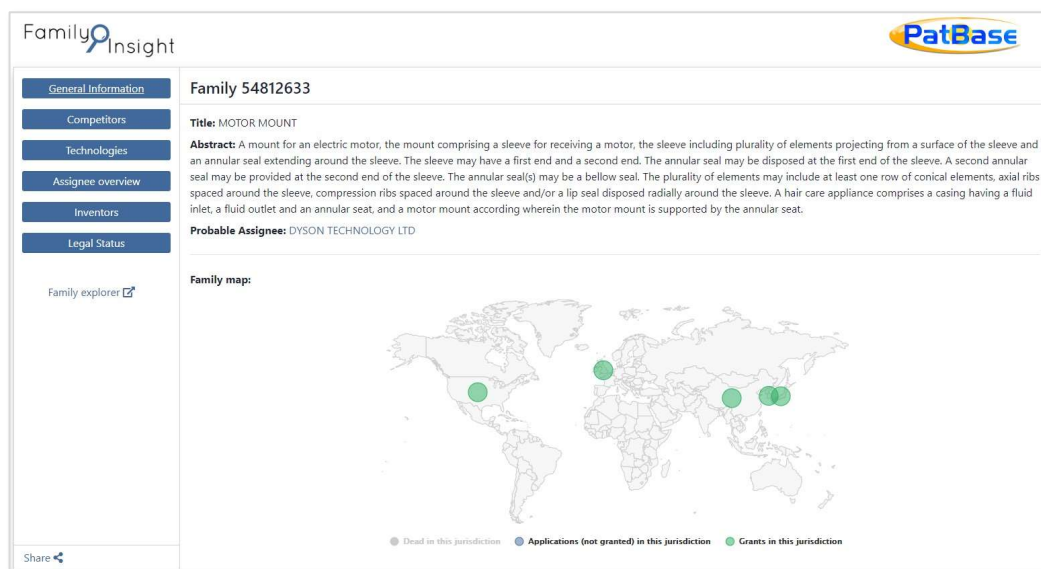 Family Insight
PatBase
General Information
Competitors
Technologies
Assignee overview
Inventors
Legal Status
Family explorer
Share
Family 54812633
Title: MOTOR MOUNT
Abstract: A mount for an electric motor, the mount comprising a sleeve for receiving a motor, the sleeve including plurality of elements projecting from a surface of the sleeve and
an annular seal extending around the sleeve. The sleeve may have a first end and a second end. The annular seal may be disposed at the first end of the sleeve. A second annular
seal may be provided at the second end of the sleeve. The annular seal(s) may be a bellow seal. The plurality of elements may include at least one row of conical elements, axial ribs
spaced around the sleeve, compression ribs spaced around the sleeve and/or a lip seal disposed radially around the sleeve. A hair care appliance comprises a casing having a fluid
inlet, a fluid outlet and an annular seat, and a motor mount according wherein the motor mount is supported by the annular seat.
Probable Assignee: DYSON TECHNOLOGY LTD
Family map:
Dead in this jurisdiction Applications (not granted) in this jurisdiction Grants in this jurisdiction